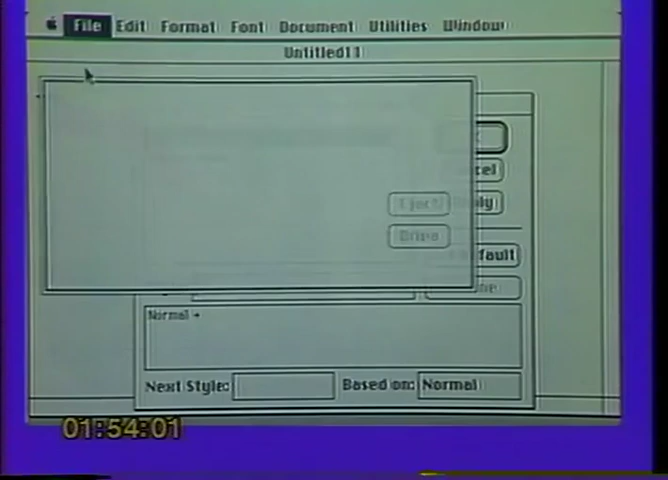 File Edit Format Font Document Utilities Window
Untitled11
Eject
Drive
Normal
Next Style:
Based on: Normal
01:54:01